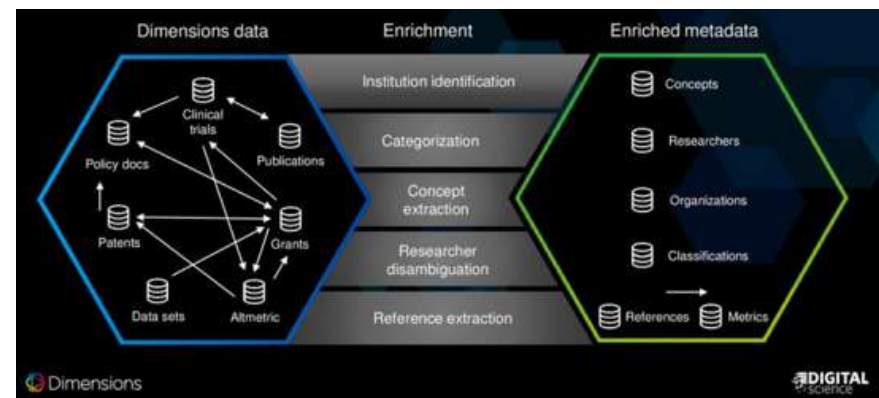 Dimensions data
Enrichment
Enriched metadata
Clinical
trials
Policy docs
Publications
Patents
Grants
Data sets
Altmetric
Institution identification
Categorization
Concept
extraction
Researcher
disambiguation
Reference extraction
Concepts
Researchers
Organizations
Classifications
References
Metrics
Dimensions
DIGITAL
science